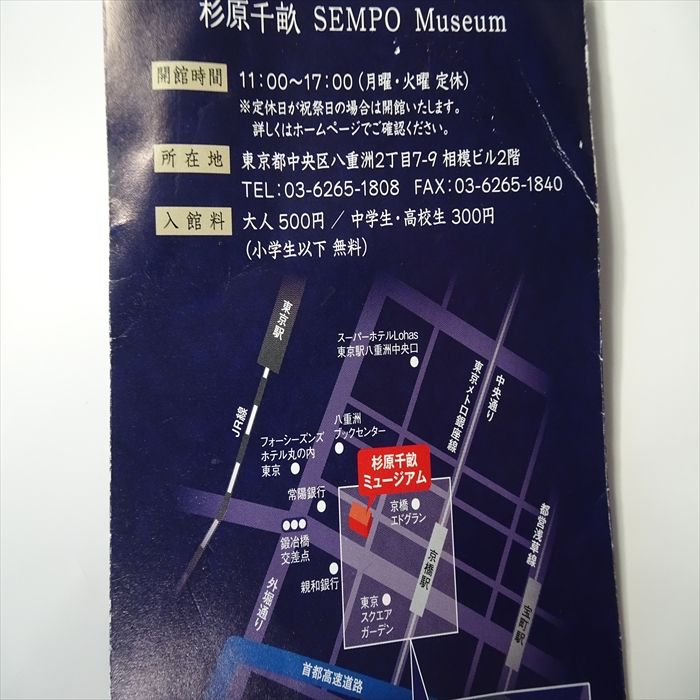 杉原千畝 SEMPO Museum
開館時間 11:00～17:00 (月曜・火曜 定休)
※定休日が祝祭日の場合は開館いたします。
詳しくはホームページでご確認ください。
所在地 東京都中央区八重洲2丁目7-9 相模ビル2階
TEL:03-6265-1808 FAX:03-6265-1840
入館料 大人 500円 / 中学生・高校生 300円
(小学生以下 無料)
東京駅
スーパーホテルLohas
東京駅八重洲中央口
中央通り
東京メトロ銀座線
JR線
八重洲
ブックセンター
フォーシーズンズ
ホテル丸の内
東京
杉原千畝
ミュージアム
常陽銀行
京橋
エドグラン
都営浅草線
鍛冶橋
交差点
京橋駅
親和銀行
外堀通り
東京
スクエア
ガーデン
宝町駅
首都高速道路